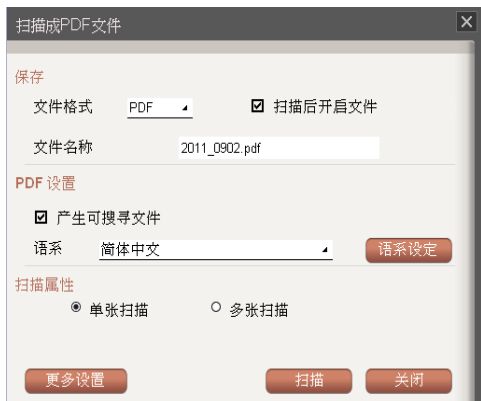 扫描成PDF文件
保存
文件格式 PDF 扫描后开启文件
文件名称 2011_0902.pdf
PDF 设置
产生可搜寻文件
语系 简体中文 语系设定
扫描属性
单张扫描 多张扫描
更多设置 扫描 关闭